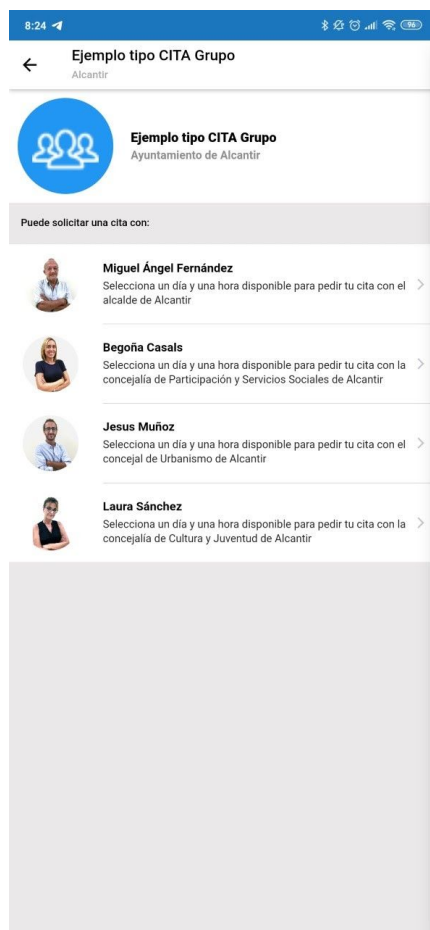 8:24
96
Ejemplo tipo CITA Grupo
Alcantir
Ejemplo tipo CITA Grupo
Ayuntamiento de Alcantir
Puede solicitar una cita con:
Miguel Ángel Fernández
Selecciona un día y una hora disponible para pedir tu cita con el
alcalde de Alcantir
Begoña Casals
Selecciona un día y una hora disponible para pedir tu cita con la
concejalía de Participación y Servicios Sociales de Alcantir
Jesus Muñoz
Selecciona un día y una hora disponible para pedir tu cita con el
concejal de Urbanismo de Alcantir
Laura Sánchez
Selecciona un día y una hora disponible para pedir tu cita con la
concejalía de Cultura y Juventud de Alcantir